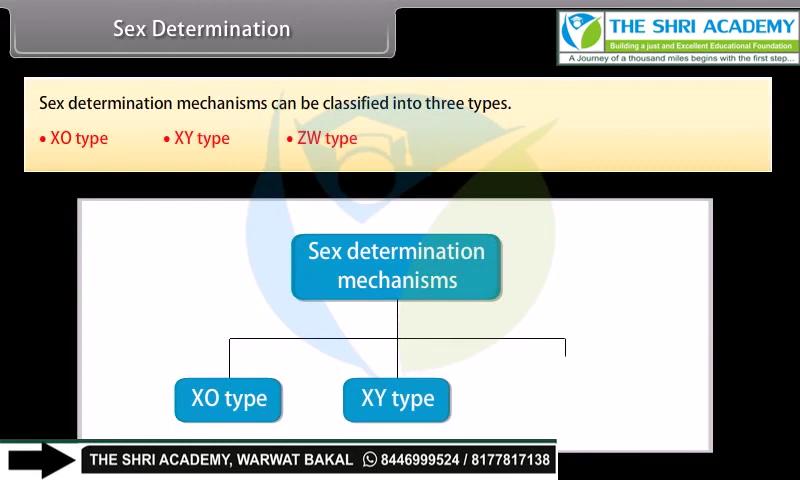 Sex Determination
THE SHRI ACADEMY
Building a just and Excellent Educational Foundation
A Journey of a thousand miles begins with the first step...
Sex determination mechanisms can be classified into three types.
• XO type • XY type • ZW type
Sex determination
mechanisms
XO type XY type
THE SHRI ACADEMY, WARWAT BAKAL 8446999524 / 8177817138